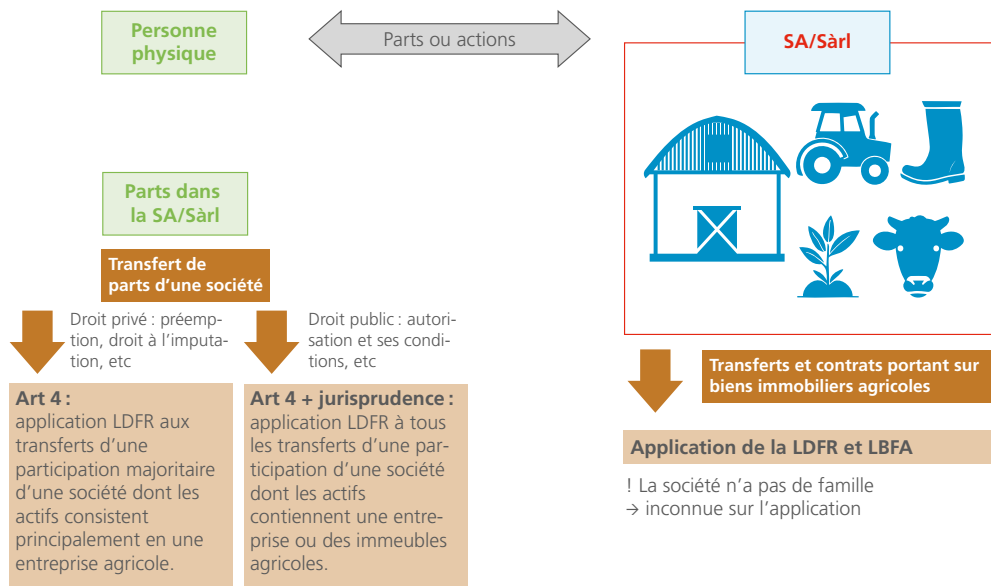 Personne
physique
Parts ou actions
SA/Sàrl
Parts dans
la SA/Sàrl
Transfert de
parts d’une société
Droit privé : préemp-
tion, droit à l’imputa-
tion, etc
Droit public : autori-
sation et ses condi-
tions, etc
Art 4 :
application LDFR aux
transferts d’une
participation majoritaire
d’une société dont les
actifs consistent
principalement en une
entreprise agricole.
Art 4 + jurisprudence :
application LDFR à tous
les transferts d’une par-
ticipation d’une société
dont les actifs
contiennent une entre-
prise ou des immeubles
agricoles.
Transferts et contrats portant sur
biens immobiliers agricoles
Application de la LDFR et LBFA
! La société n’a pas de famille
→ inconnue sur l’application